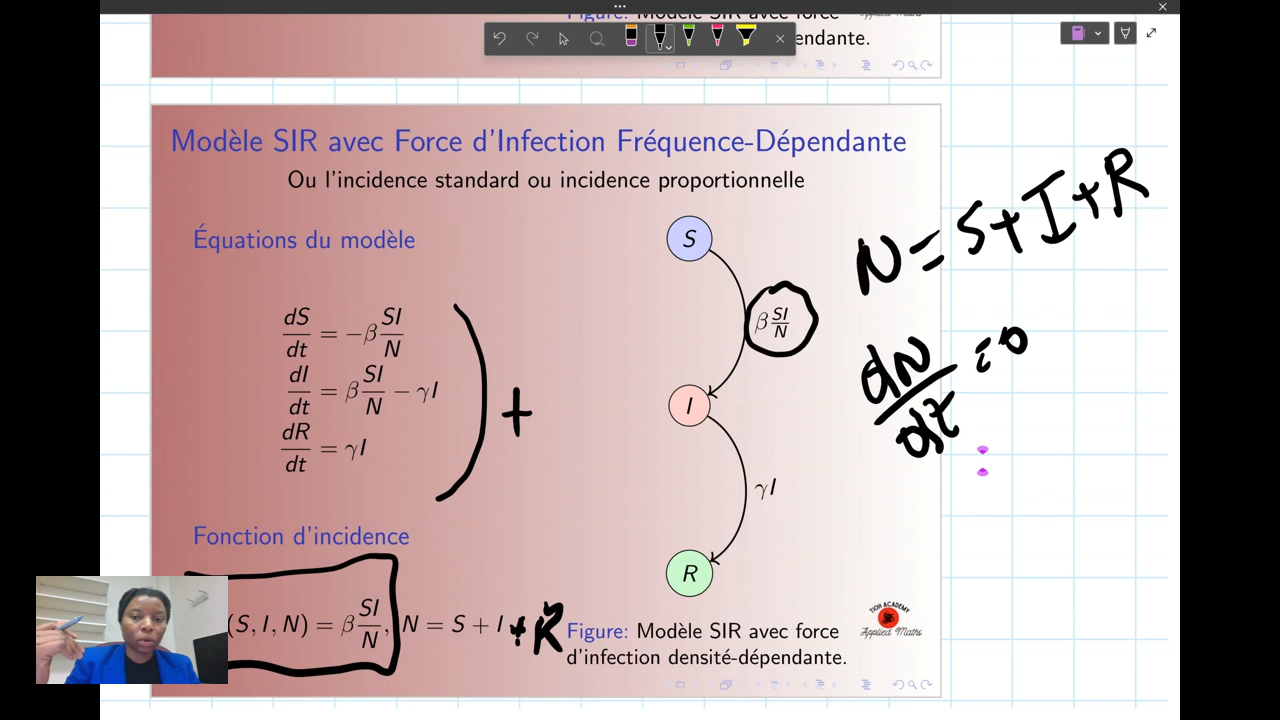 Figure: Modèle SIR avec force
endante.
Modèle SIR avec Force d'Infection Fréquence-Dépendante
Ou l'incidence standard ou incidence proportionnelle
Équations du modèle
dS/dt = −β SI/N
dI/dt = β SI/N − γI
dR/dt = γI
+
Fonction d'incidence
(S, I, N) = β SI/N, N = S + I + R
S
β SI/N
I
γI
R
Figure: Modèle SIR avec force
d'infection densité-dépendante.
TIOH ACADEMY
Applied Maths
N = S + I + R
dN/dt = 0